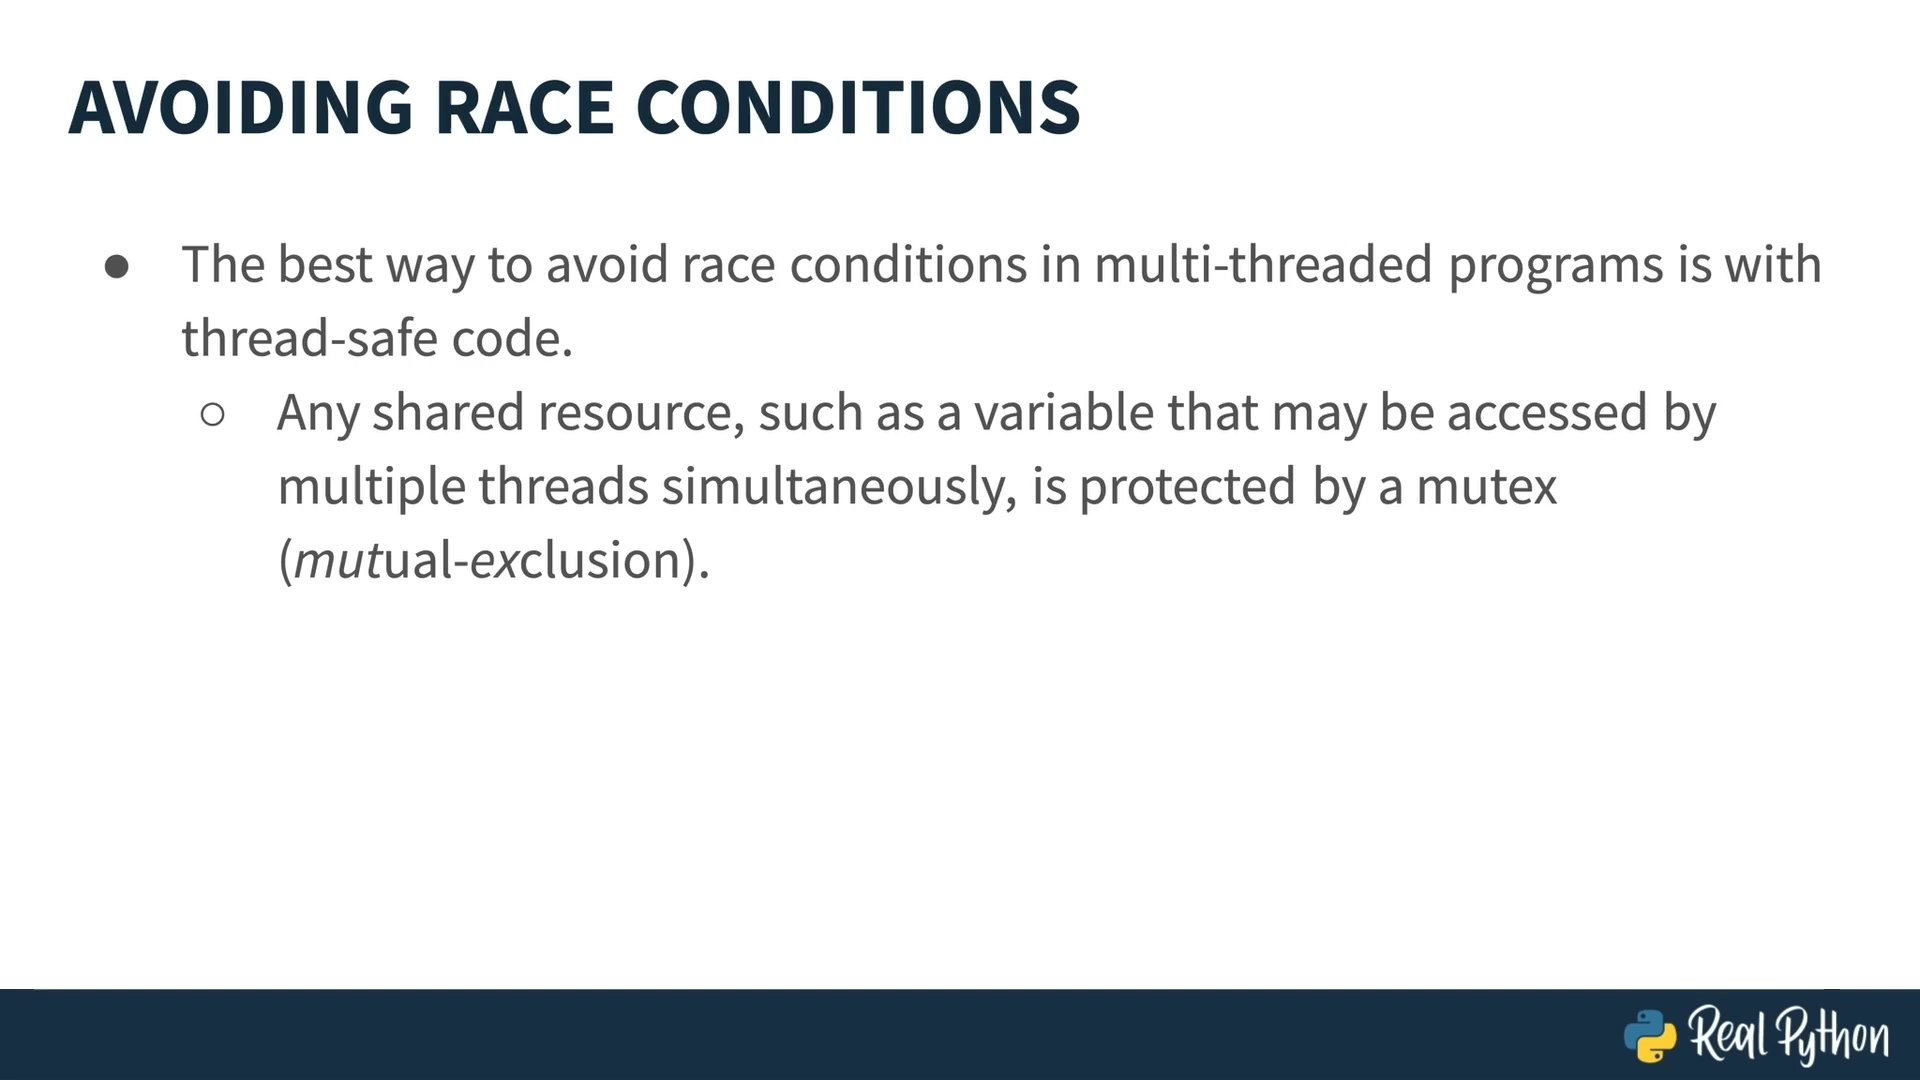 AVOIDING RACE CONDITIONS
● The best way to avoid race conditions in multi-threaded programs is with
thread-safe code.
○ Any shared resource, such as a variable that may be accessed by
multiple threads simultaneously, is protected by a mutex
(mutual-exclusion).
Real Python